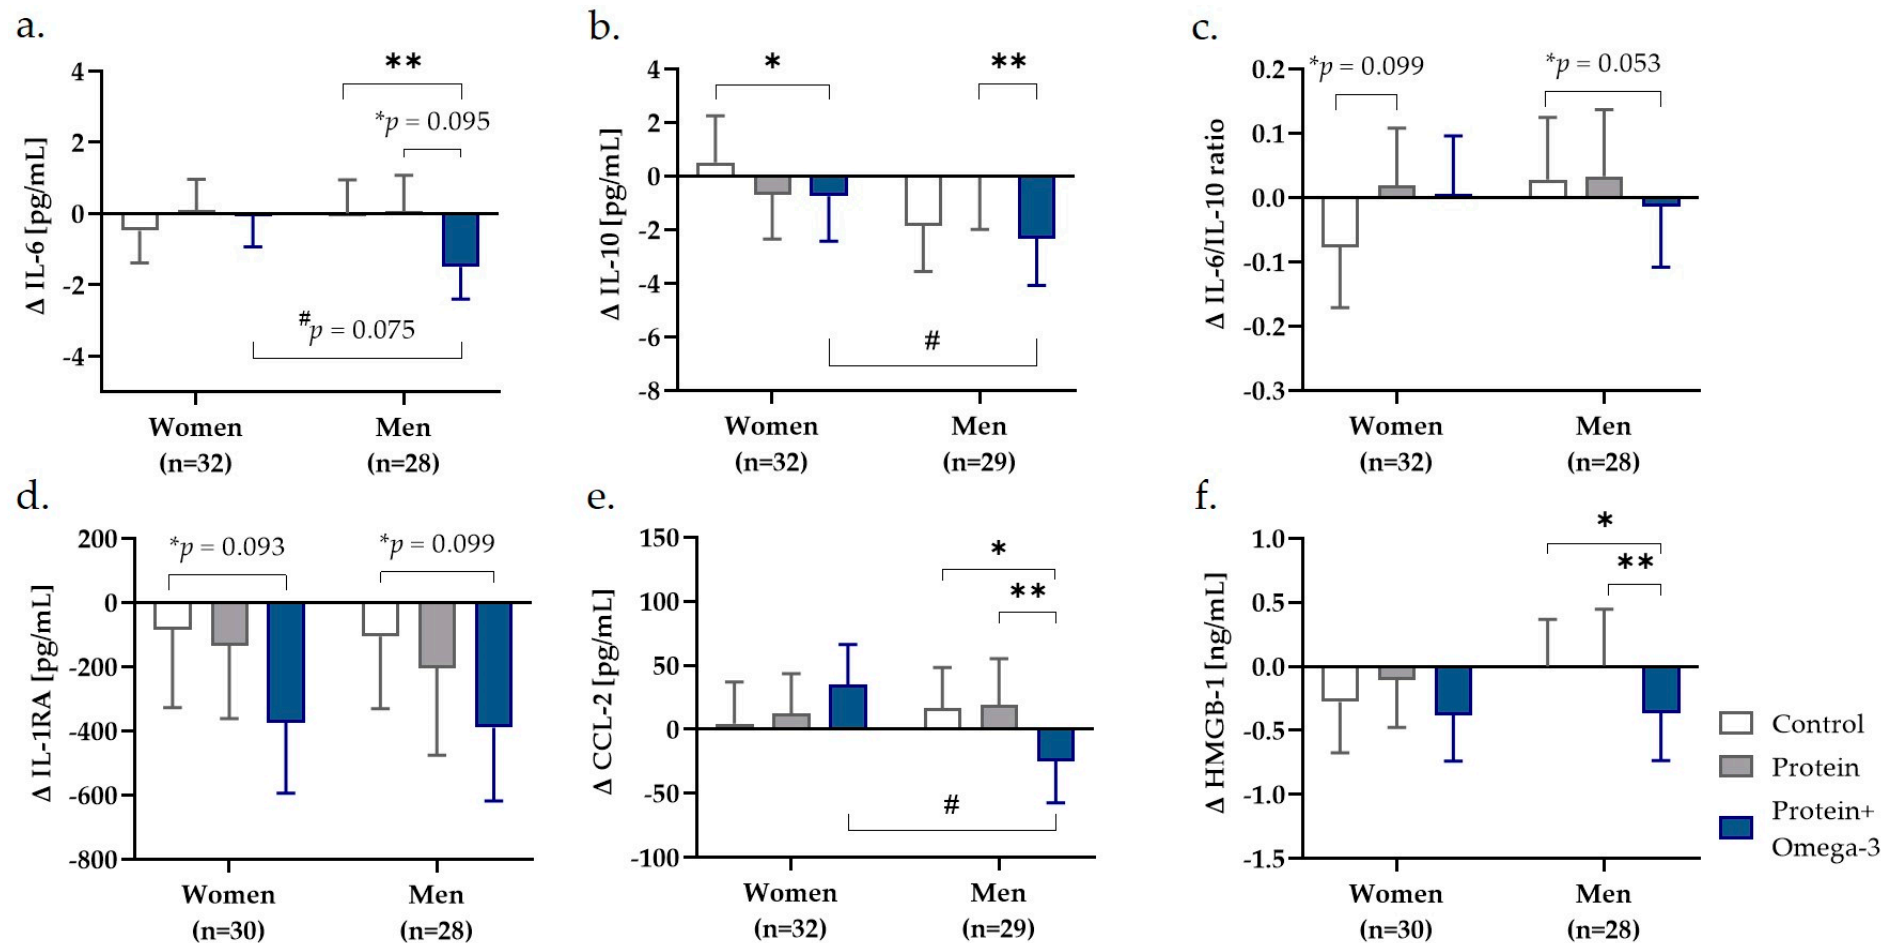 a.
**
*p = 0.095
4
2
0
-2
-4
Δ IL-6 [pg/mL]
#p = 0.075
Women
Men
(n=32)
(n=28)
b.
*
**
4
2
0
-2
-4
-6
-8
Δ IL-10 [pg/mL]
#
Women
Men
(n=32)
(n=29)
c.
*p = 0.099
*p = 0.053
0.2
0.1
0.0
-0.1
-0.2
-0.3
Δ IL-6/IL-10 ratio
Women
Men
(n=32)
(n=28)
d.
*p = 0.093
*p = 0.099
200
0
-200
-400
-600
-800
Δ IL-1RA [pg/mL]
Women
Men
(n=30)
(n=28)
e.
*
**
150
100
50
0
-50
-100
Δ CCL-2 [pg/mL]
#
Women
Men
(n=32)
(n=29)
f.
*
**
1.0
0.5
0.0
-0.5
-1.0
-1.5
Δ HMGB-1 [ng/mL]
Women
Men
(n=30)
(n=28)
Control
Protein
Protein+
Omega-3